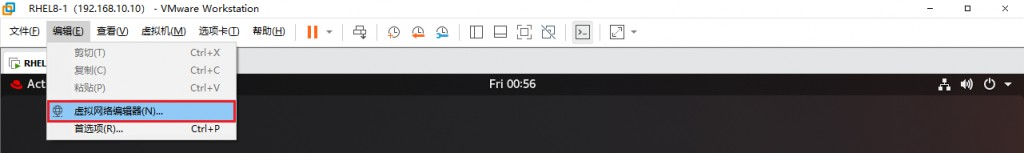 RHEL8-1（192.168.10.10） - VMware Workstation
文件(F) 编辑(E) 查看(V) 虚拟机(M) 选项卡(T) 帮助(H)
剪切(T) Ctrl+X
RHEL
复制(C) Ctrl+C
Act
粘贴(P) Ctrl+V
Fri 00:56
虚拟网络编辑器(N)...
首选项(R)... Ctrl+P